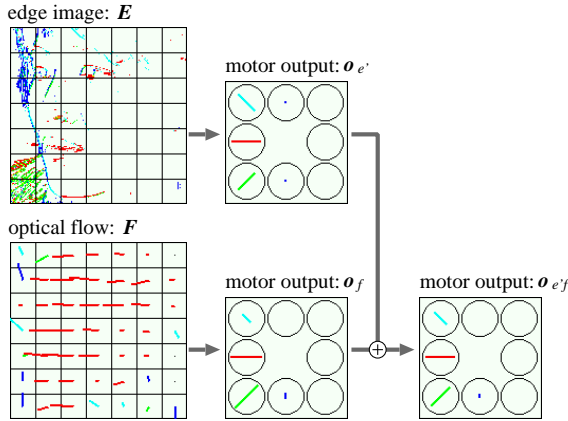 edge image: E
motor output: o e'
optical flow: F
motor output: o f
motor output: o e'f
+